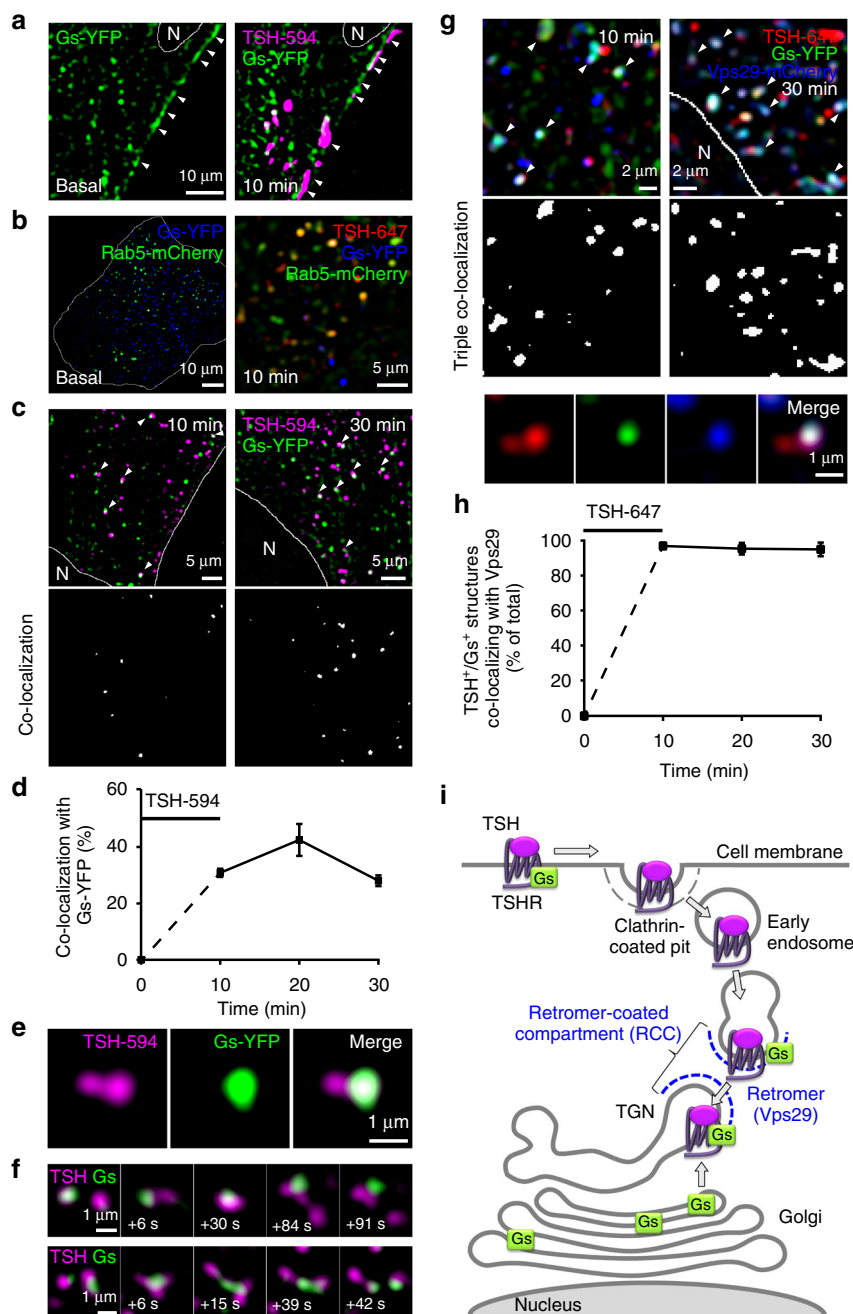 a
Gs-YFP
N
Basal
10 μm
TSH-594
Gs-YFP
N
10 min
10 μm
b
Gs-YFP
Rab5-mCherry
Basal
10 μm
TSH-647
Gs-YFP
Rab5-mCherry
10 min
5 μm
c
10 min
N
5 μm
TSH-594
30 min
Gs-YFP
N
5 μm
Co-localization
d
Co-localization with
Gs-YFP (%)
60
40
20
0
TSH-594
0
10
20
30
Time (min)
e
TSH-594
Gs-YFP
Merge
1 μm
f
TSH Gs
1 μm
+6 s
+30 s
+84 s
+91 s
TSH Gs
1 μm
+6 s
+15 s
+39 s
+42 s
g
10 min
2 μm
TSH-647
Gs-YFP
Vps29-mCherry
30 min
N
2 μm
Triple co-localization
Merge
1 μm
h
TSH-647
TSH+/Gs+ structures
co-localizing with Vps29
(% of total)
100
80
60
40
20
0
0
10
20
30
Time (min)
i
TSH
Gs
TSHR
Cell membrane
Clathrin-
coated pit
Early
endosome
Retromer-coated
compartment (RCC)
Gs
Retromer
(Vps29)
TGN
Gs
Gs
Gs
Gs
Golgi
Nucleus